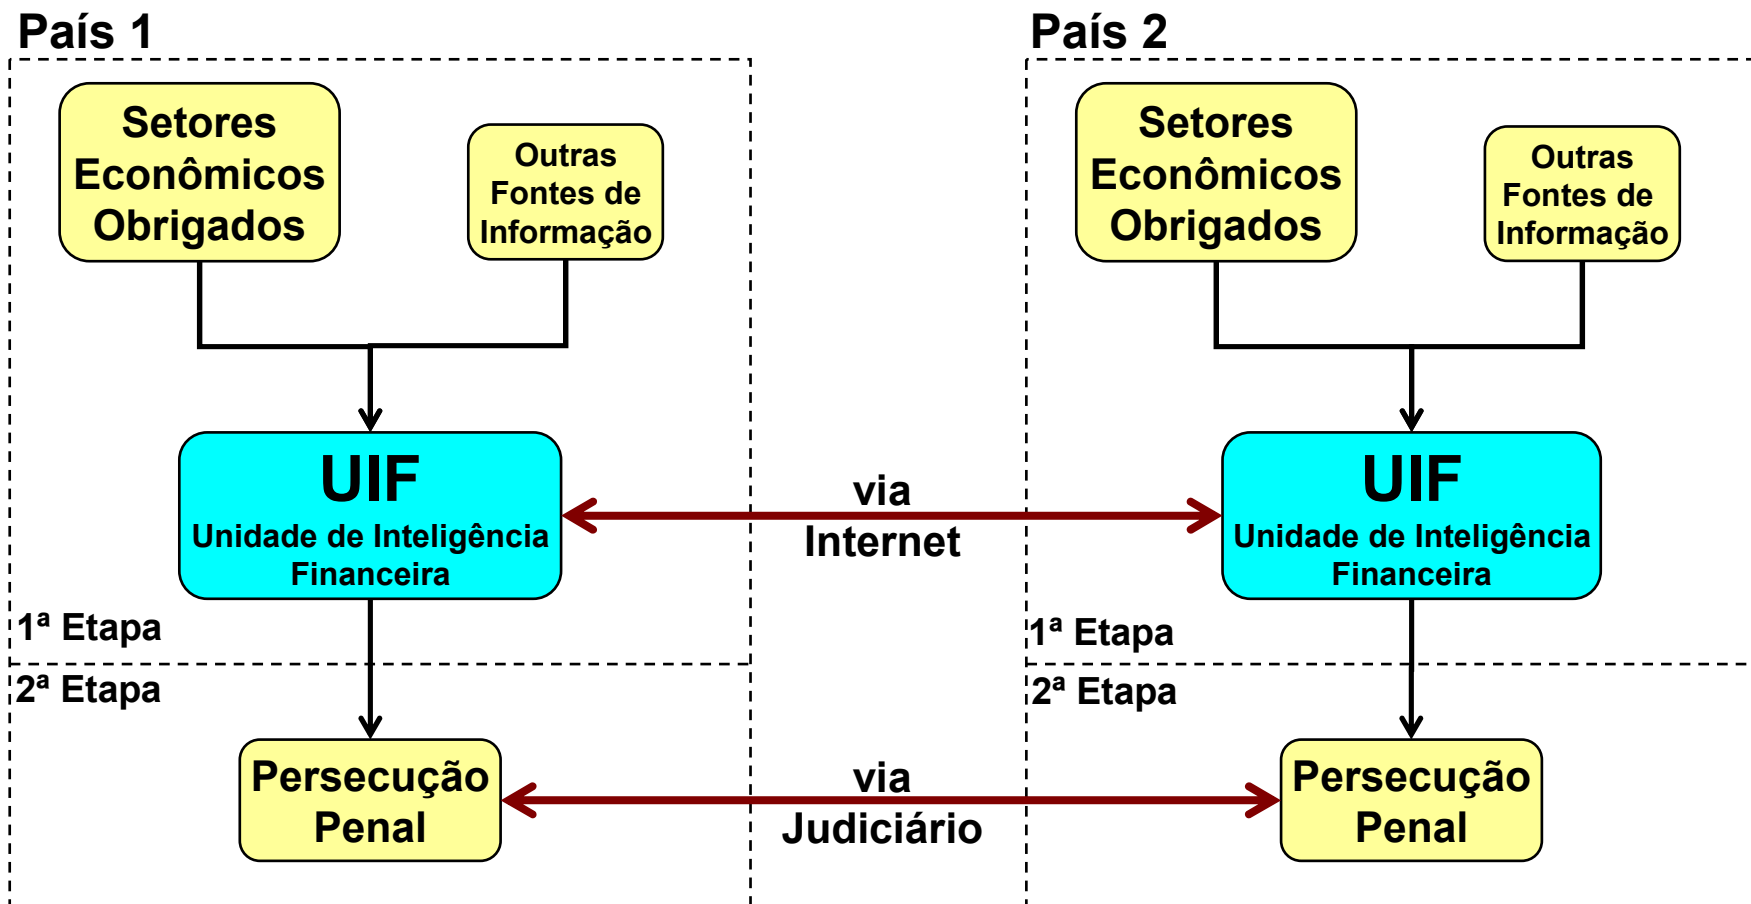 País 1
Setores
Econômicos
Obrigados
Outras
Fontes de
Informação
UIF
Unidade de Inteligência
Financeira
1ª Etapa
2ª Etapa
Persecução
Penal
via
Internet
via
Judiciário
País 2
Setores
Econômicos
Obrigados
Outras
Fontes de
Informação
UIF
Unidade de Inteligência
Financeira
1ª Etapa
2ª Etapa
Persecução
Penal